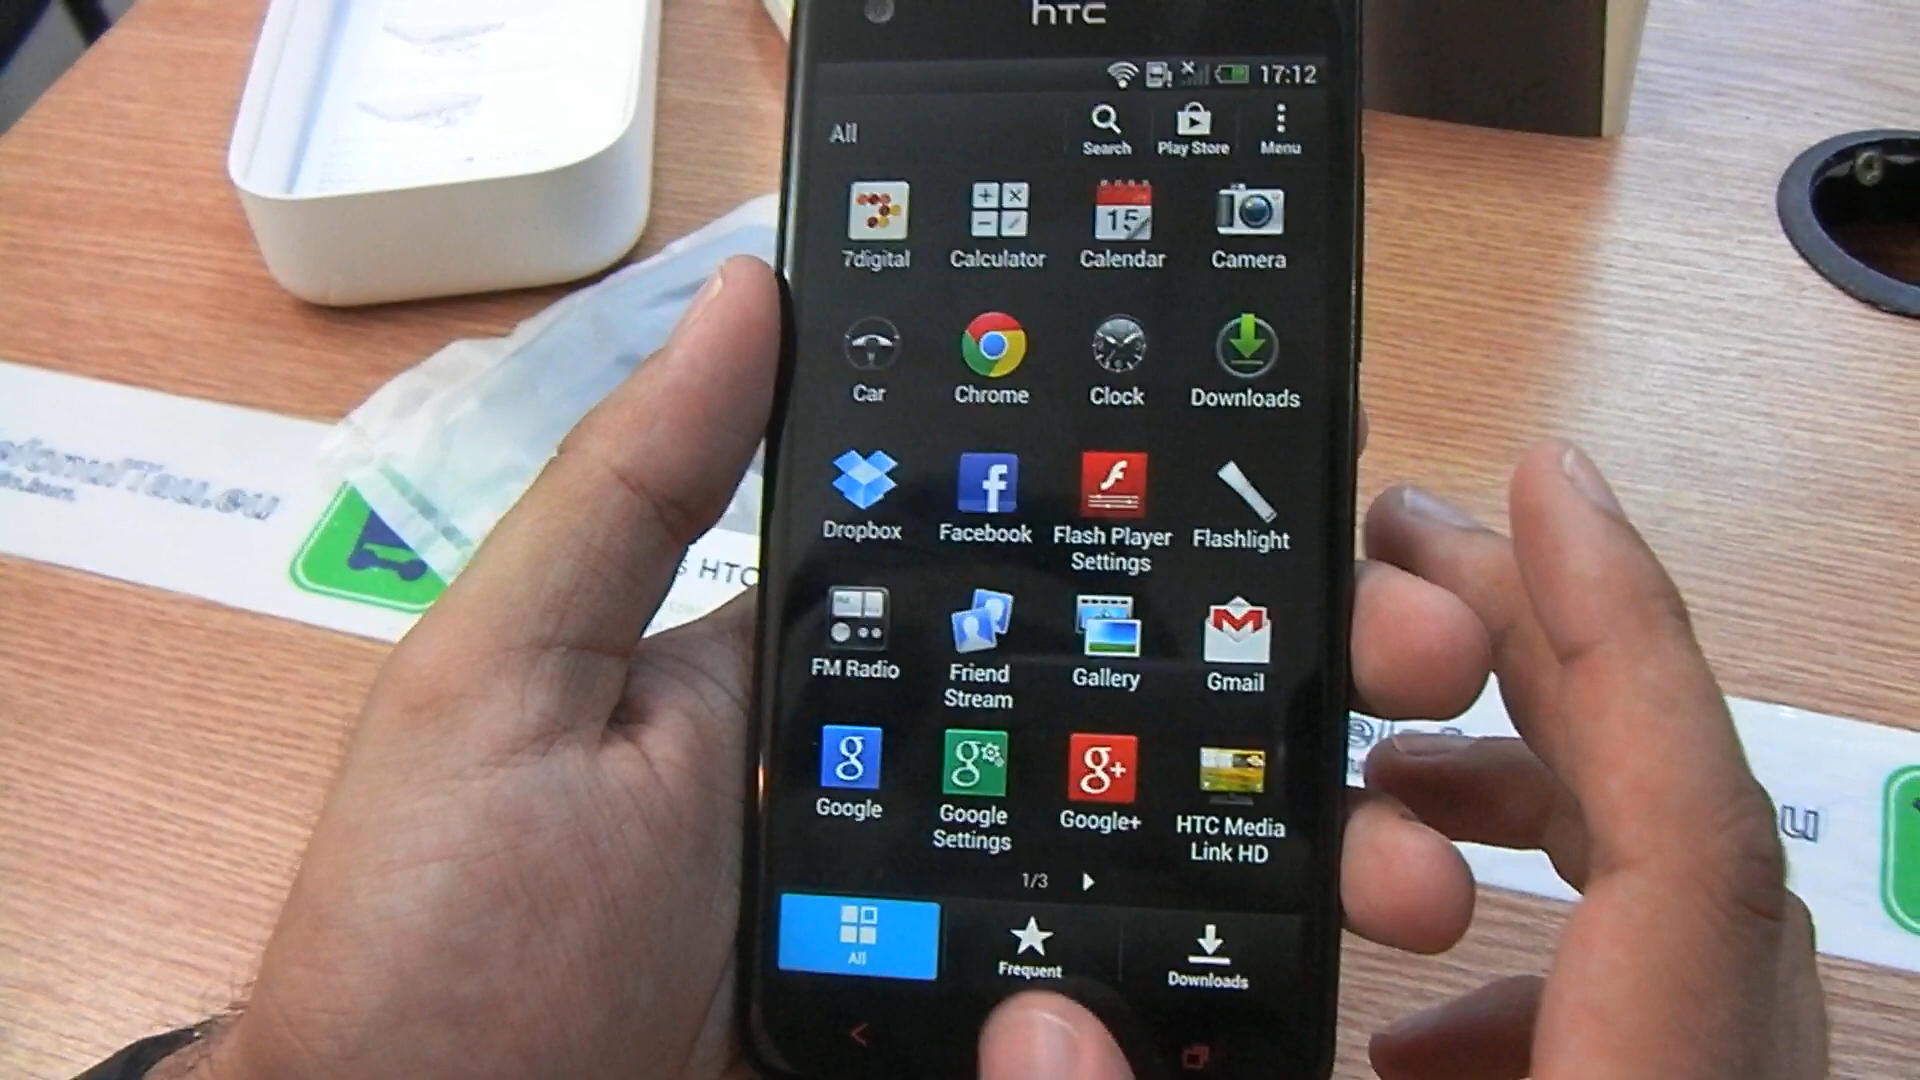 hTC
17:12
All
Search
Play Store
Menu
15
7digital
Calculator
Calendar
Camera
Car
Chrome
Clock
Downloads
Dropbox
Facebook
Flash Player
Settings
Flashlight
FM Radio
Friend
Stream
Gallery
Gmail
Google
Google
Settings
Google+
HTC Media
Link HD
1/3
All
Frequent
Downloads
HTC